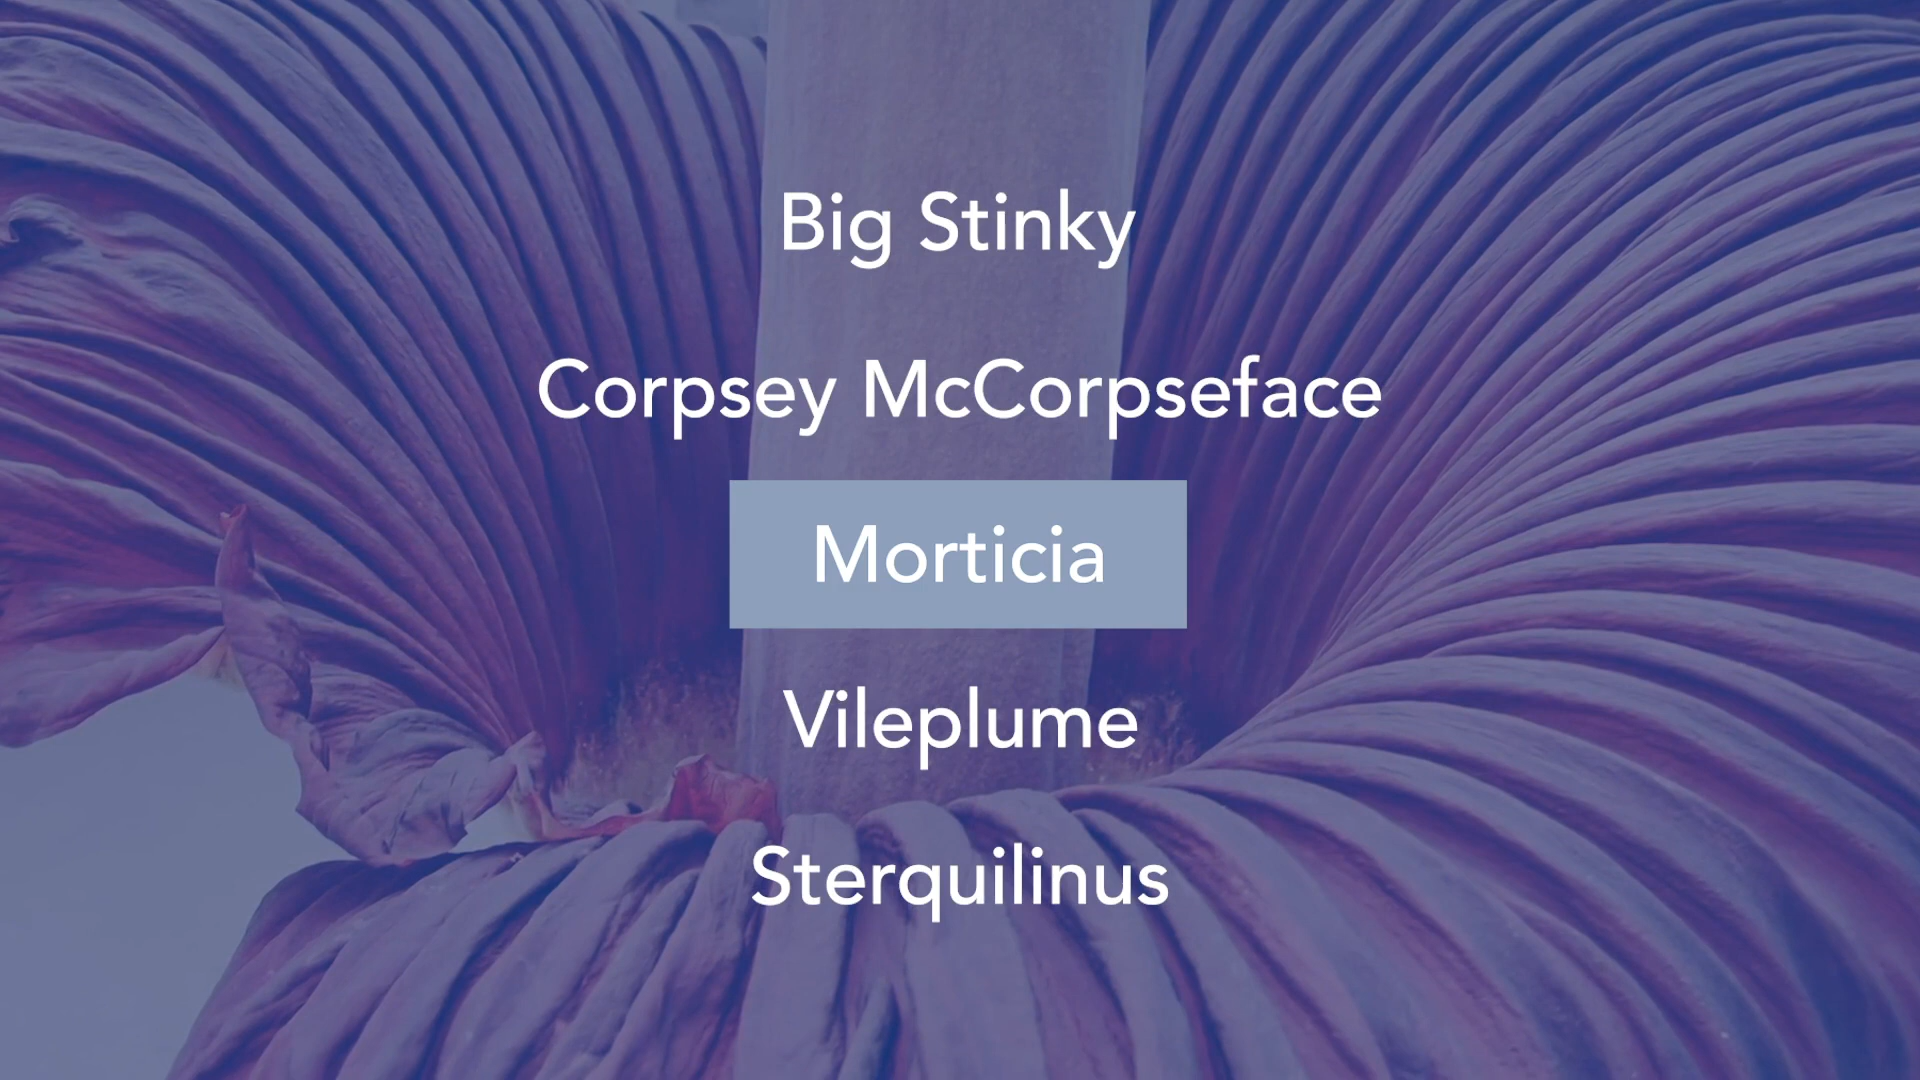 Big Stinky
Corpsey McCorpseface
Morticia
Vileplume
Sterquilinus